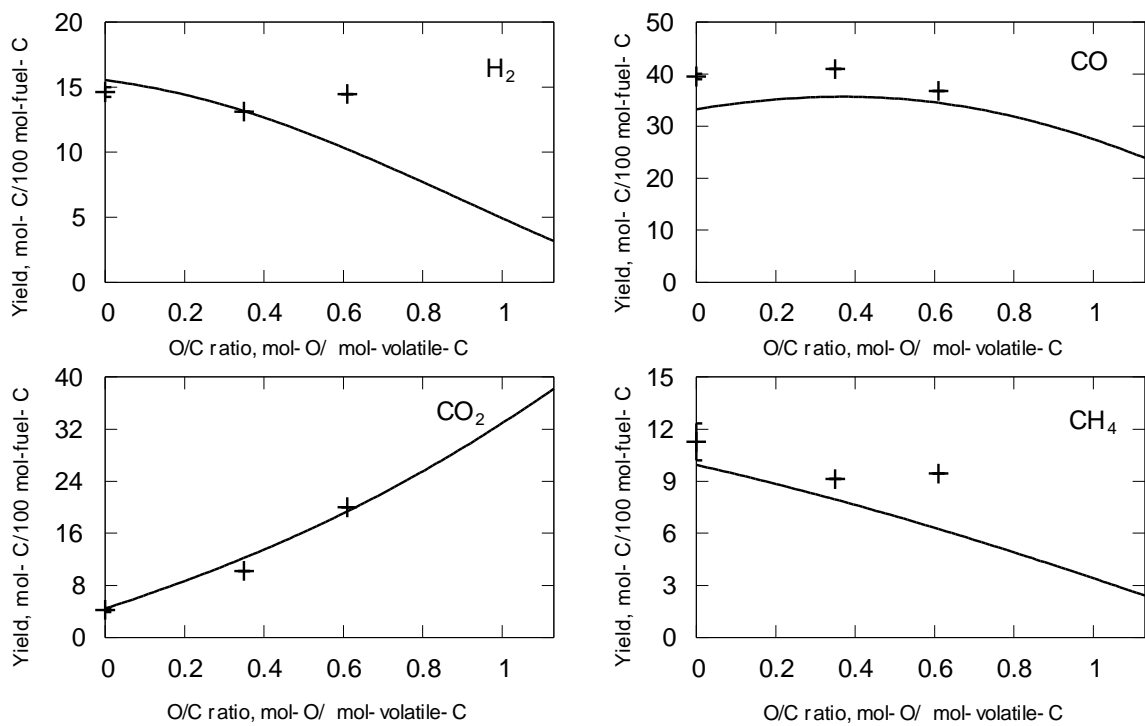 Yield, mol- C/100 mol-fuel- C
20
15
10
5
0
H2
0 0.2 0.4 0.6 0.8 1
O/C ratio, mol- O/ mol- volatile- C
Yield, mol- C/100 mol-fuel- C
50
40
30
20
10
0
CO
0 0.2 0.4 0.6 0.8 1
O/C ratio, mol- O/ mol- volatile- C
Yield, mol- C/100 mol-fuel- C
40
32
24
16
8
0
CO2
0 0.2 0.4 0.6 0.8 1
O/C ratio, mol- O/ mol- volatile- C
Yield, mol- C/100 mol-fuel- C
15
12
9
6
3
0
CH4
0 0.2 0.4 0.6 0.8 1
O/C ratio, mol- O/ mol- volatile- C